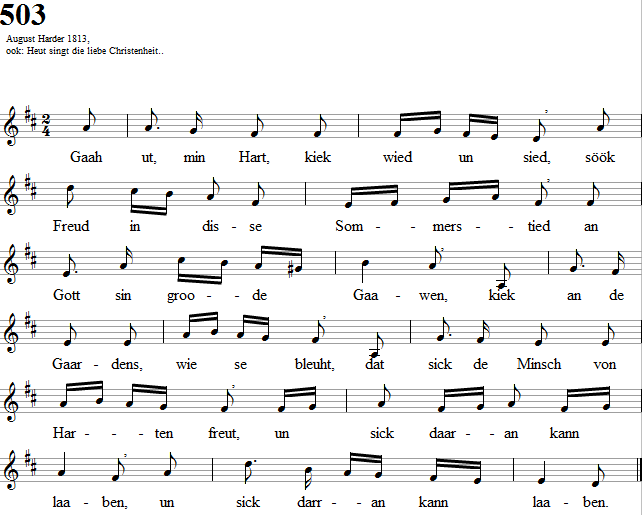 503
August Harder 1813,
ook: Heut singt die liebe Christenheit..
2
4
Gaah ut, min Hart, kiek wied un sied, söök
Freud in dis - se Som - - mers - - tied an
Gott sin groo - - de Gaa - wen, kiek an de
Gaar - dens, wie se bleuht, dat sick de Minsch von
Har - - - ten freut, un sick daar - - an kann
laa - ben, un sick darr - an kann laa - ben.